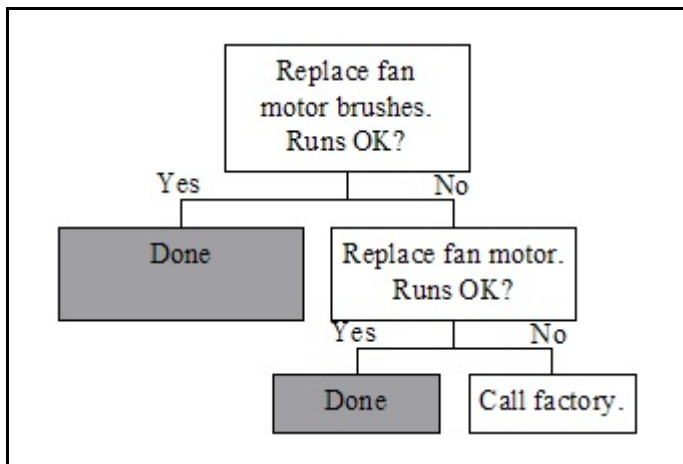 Replace fan
motor brushes.
Runs OK?
Yes
No
Done
Replace fan motor.
Runs OK?
Yes
No
Done
Call factory.